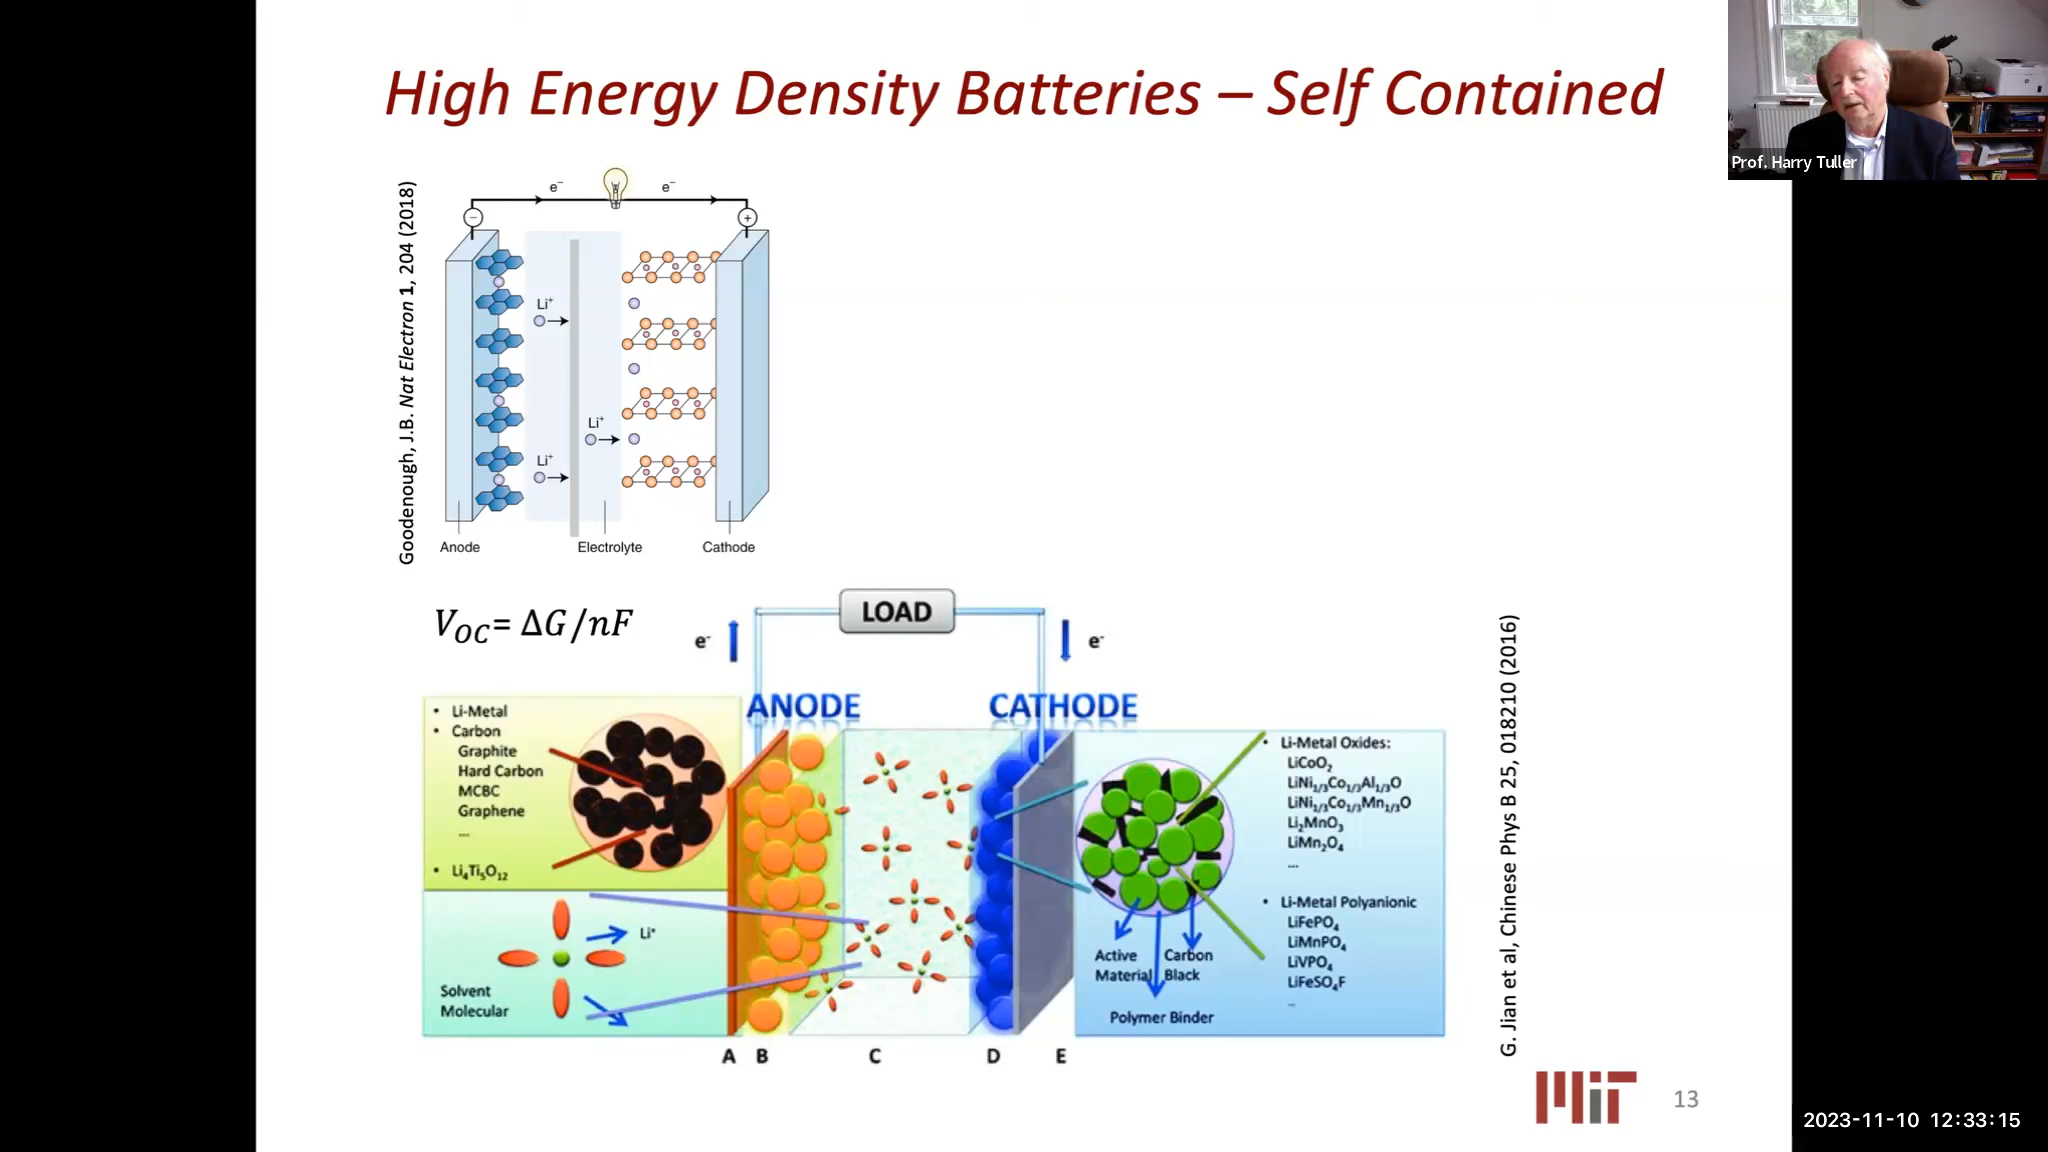 High Energy Density Batteries – Self Contained
Prof. Harry Tuller
Goodenough, J.B. Nat Electron 1, 204 (2018)
e⁻
e⁻
−
+
Li⁺
Li⁺
Li⁺
Anode
Electrolyte
Cathode
V_OC = ΔG/nF
LOAD
e⁻
e⁻
ANODE
CATHODE
• Li-Metal
• Carbon
Graphite
Hard Carbon
MCBC
Graphene
...
• Li₄Ti₅O₁₂
Li⁺
Solvent
Molecular
• Li-Metal Oxides:
LiCoO₂
LiNi₁/₃Co₁/₃Al₁/₃O
LiNi₁/₃Co₁/₃Mn₁/₃O
Li₂MnO₃
LiMn₂O₄
...
• Li-Metal Polyanionic
LiFePO₄
LiMnPO₄
LiVPO₄
LiFeSO₄F
...
Active
Material
Carbon
Black
Polymer Binder
A B C D E
G. Jian et al, Chinese Phys B 25, 018210 (2016)
MIT
13
2023-11-10 12:33:15